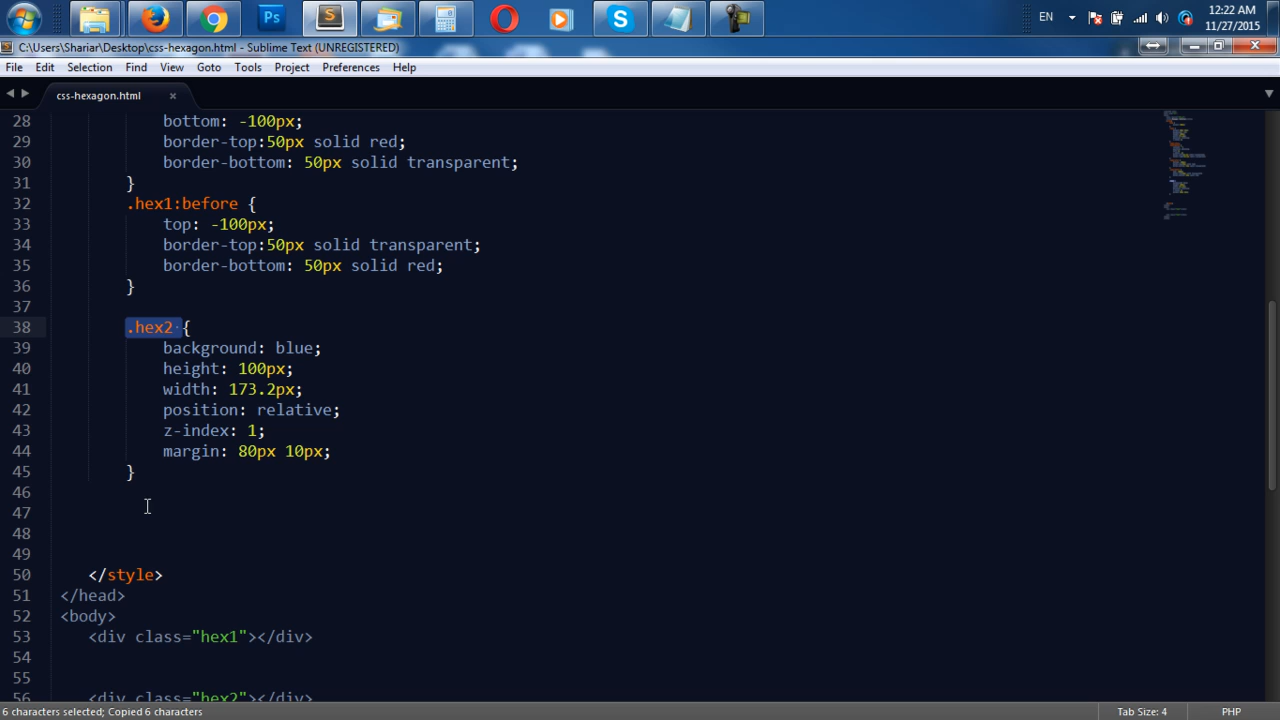 Ps
EN
12:22 AM
11/27/2015
C:\Users\Shariar\Desktop\css-hexagon.html - Sublime Text (UNREGISTERED)
File Edit Selection Find View Goto Tools Project Preferences Help
css-hexagon.html
28 bottom: -100px;
29 border-top:50px solid red;
30 border-bottom: 50px solid transparent;
31 }
32 .hex1:before {
33 top: -100px;
34 border-top:50px solid transparent;
35 border-bottom: 50px solid red;
36 }
37
38 .hex2 {
39 background: blue;
40 height: 100px;
41 width: 173.2px;
42 position: relative;
43 z-index: 1;
44 margin: 80px 10px;
45 }
46
47
48
49
50 </style>
51 </head>
52 <body>
53 <div class="hex1"></div>
54
55
56 <div class="hex2"></div>
6 characters selected; Copied 6 characters
Tab Size: 4
PHP